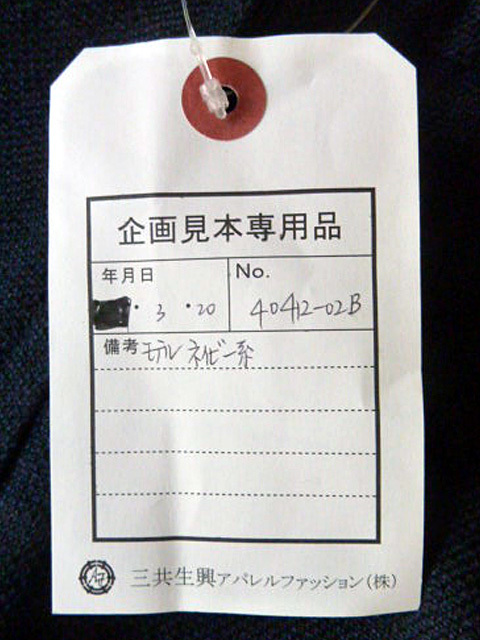 企画見本専用品
年月日
・3・20
No.
40412-02B
備考 モデル ネイビー系
三共生興アパレルファッション(株)